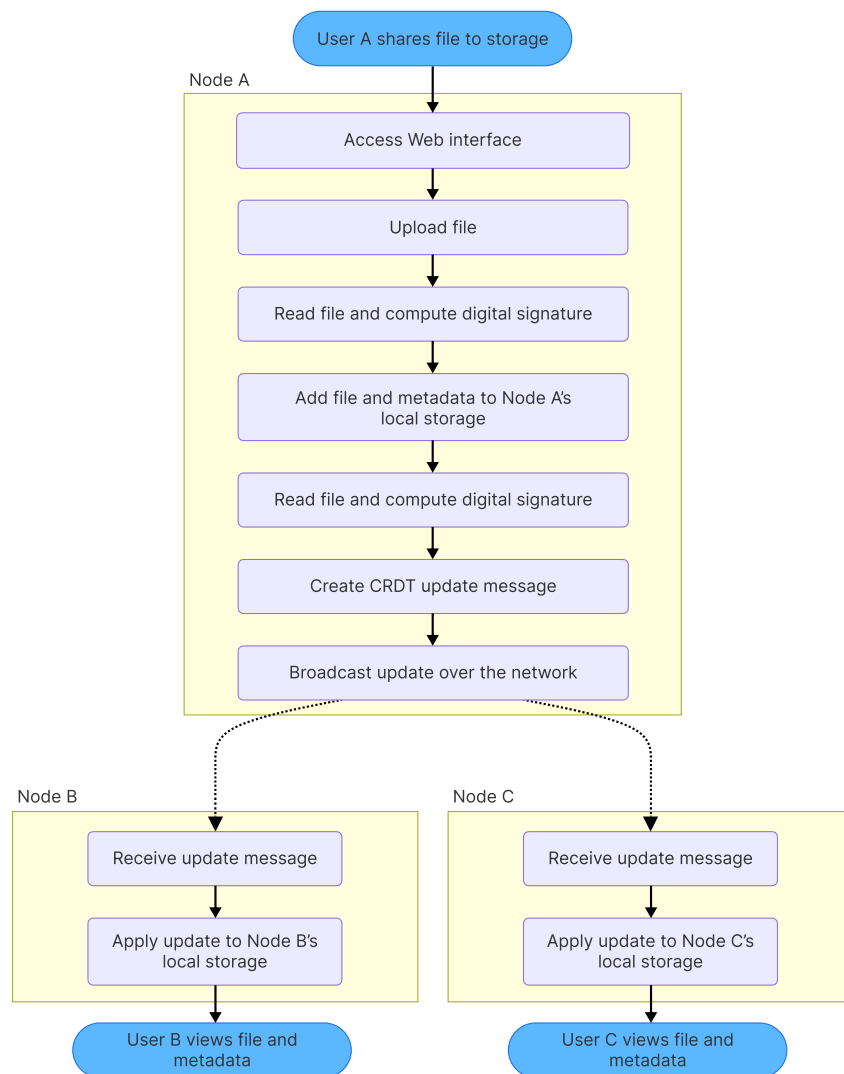 User A shares file to storage
Node A
Access Web interface
Upload file
Read file and compute digital signature
Add file and metadata to Node A’s
local storage
Read file and compute digital signature
Create CRDT update message
Broadcast update over the network
Node B
Receive update message
Apply update to Node B’s
local storage
User B views file and
metadata
Node C
Receive update message
Apply update to Node C’s
local storage
User C views file and
metadata